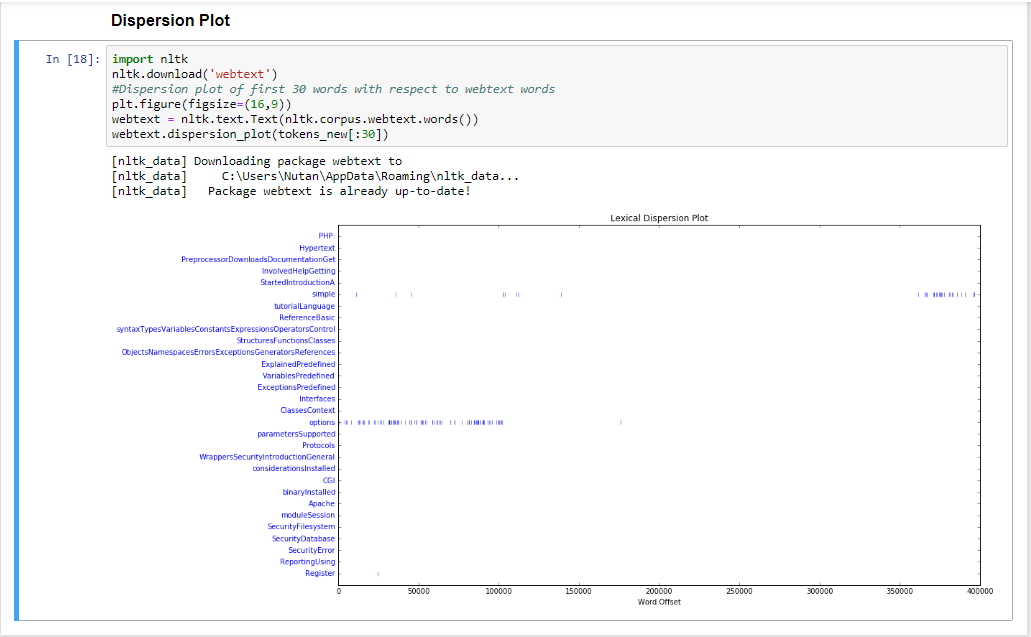 Dispersion Plot
In [18]:
import nltk
nltk.download('webtext')
#Dispersion plot of first 30 words with respect to webtext words
plt.figure(figsize=(16,9))
webtext = nltk.text.Text(nltk.corpus.webtext.words())
webtext.dispersion_plot(tokens_new[:30])
[nltk_data] Downloading package webtext to
[nltk_data]     C:\Users\Nutan\AppData\Roaming\nltk_data...
[nltk_data]   Package webtext is already up-to-date!
Lexical Dispersion Plot
PHP:
Hypertext
PreprocessorDownloadsDocumentationGet
InvolvedHelpGetting
StartedIntroductionA
simple
tutorialLanguage
ReferenceBasic
syntaxTypesVariablesConstantsExpressionsOperatorsControl
StructuresFunctionsClasses
ObjectsNamespacesErrorsExceptionsGeneratorsReferences
ExplainedPredefined
VariablesPredefined
ExceptionsPredefined
Interfaces
ClassesContext
options
parametersSupported
Protocols
WrappersSecurityIntroductionGeneral
considerationsInstalled
CGI
binaryInstalled
Apache
moduleSession
SecurityFilesystem
SecurityDatabase
SecurityError
ReportingUsing
Register
0 50000 100000 150000 200000 250000 300000 350000 400000
Word Offset